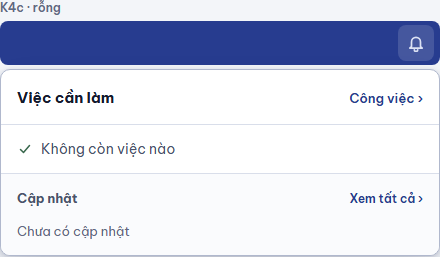 K4c · rỗng
Việc cần làm
Công việc ›
Không còn việc nào
Cập nhật
Xem tất cả ›
Chưa có cập nhật